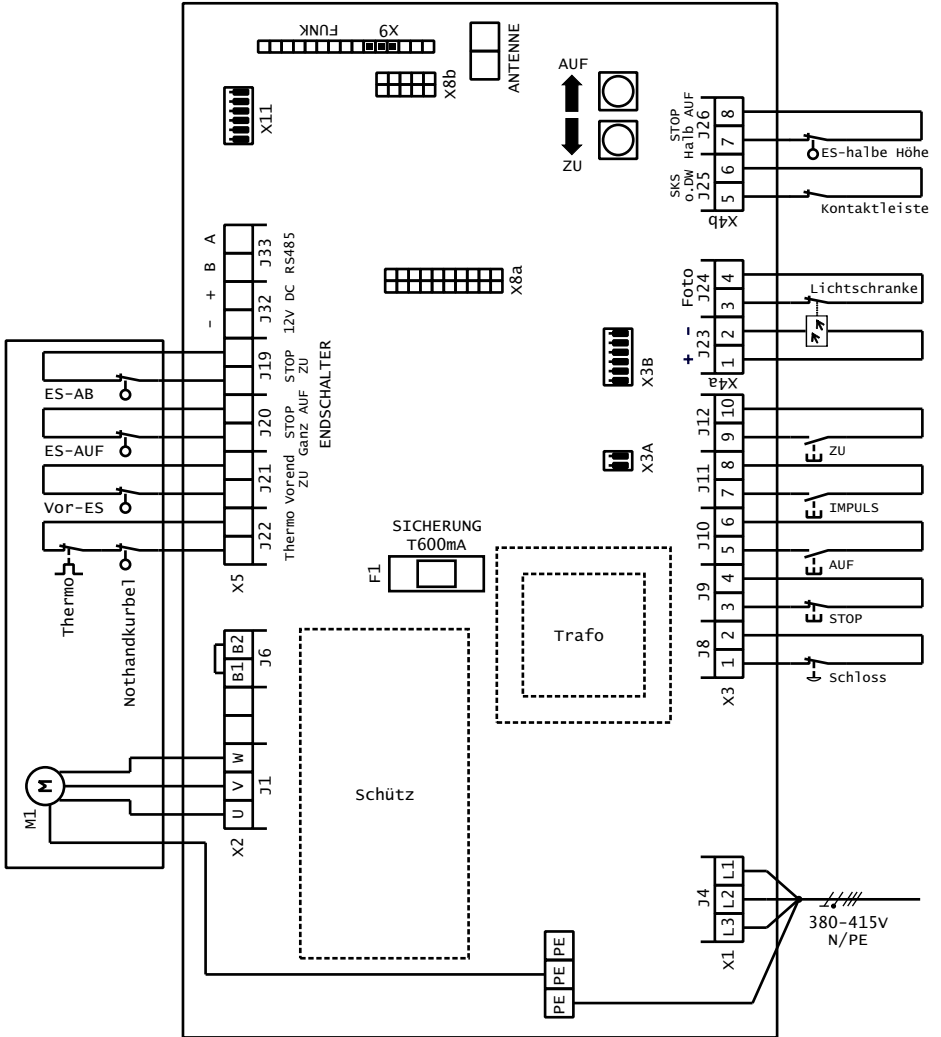 FUNK X9
X8b
ANTENNE
X11
AUF
ZU
STOP
Halb AUF
J26
8
7
ES-halbe Höhe
SKS
o.DW
J25
6
5
Kontaktleiste
X4b
A
B
J33
RS485
+
-
J32
12V DC
X8a
J19
STOP
ZU
ES-AB
J20
STOP
Ganz AUF
ES-AUF
ENDSCHALTER
J21
Vorend
ZU
Vor-ES
J22
Thermo
X5
Thermo
Nothandkurbel
Foto
J24
4
3
Lichtschranke
- +
J23
2
1
X4a
X3B
X3A
J12
10
9
ZU
J11
8
7
IMPULS
J10
6
5
AUF
J9
4
3
STOP
J8
2
1
Schloss
X3
SICHERUNG
T600mA
F1
Trafo
B2
B1
J6
W
V
U
J1
X2
M
M1
Schütz
J4
L1
L2
L3
X1
380-415V
N/PE
PE
PE
PE